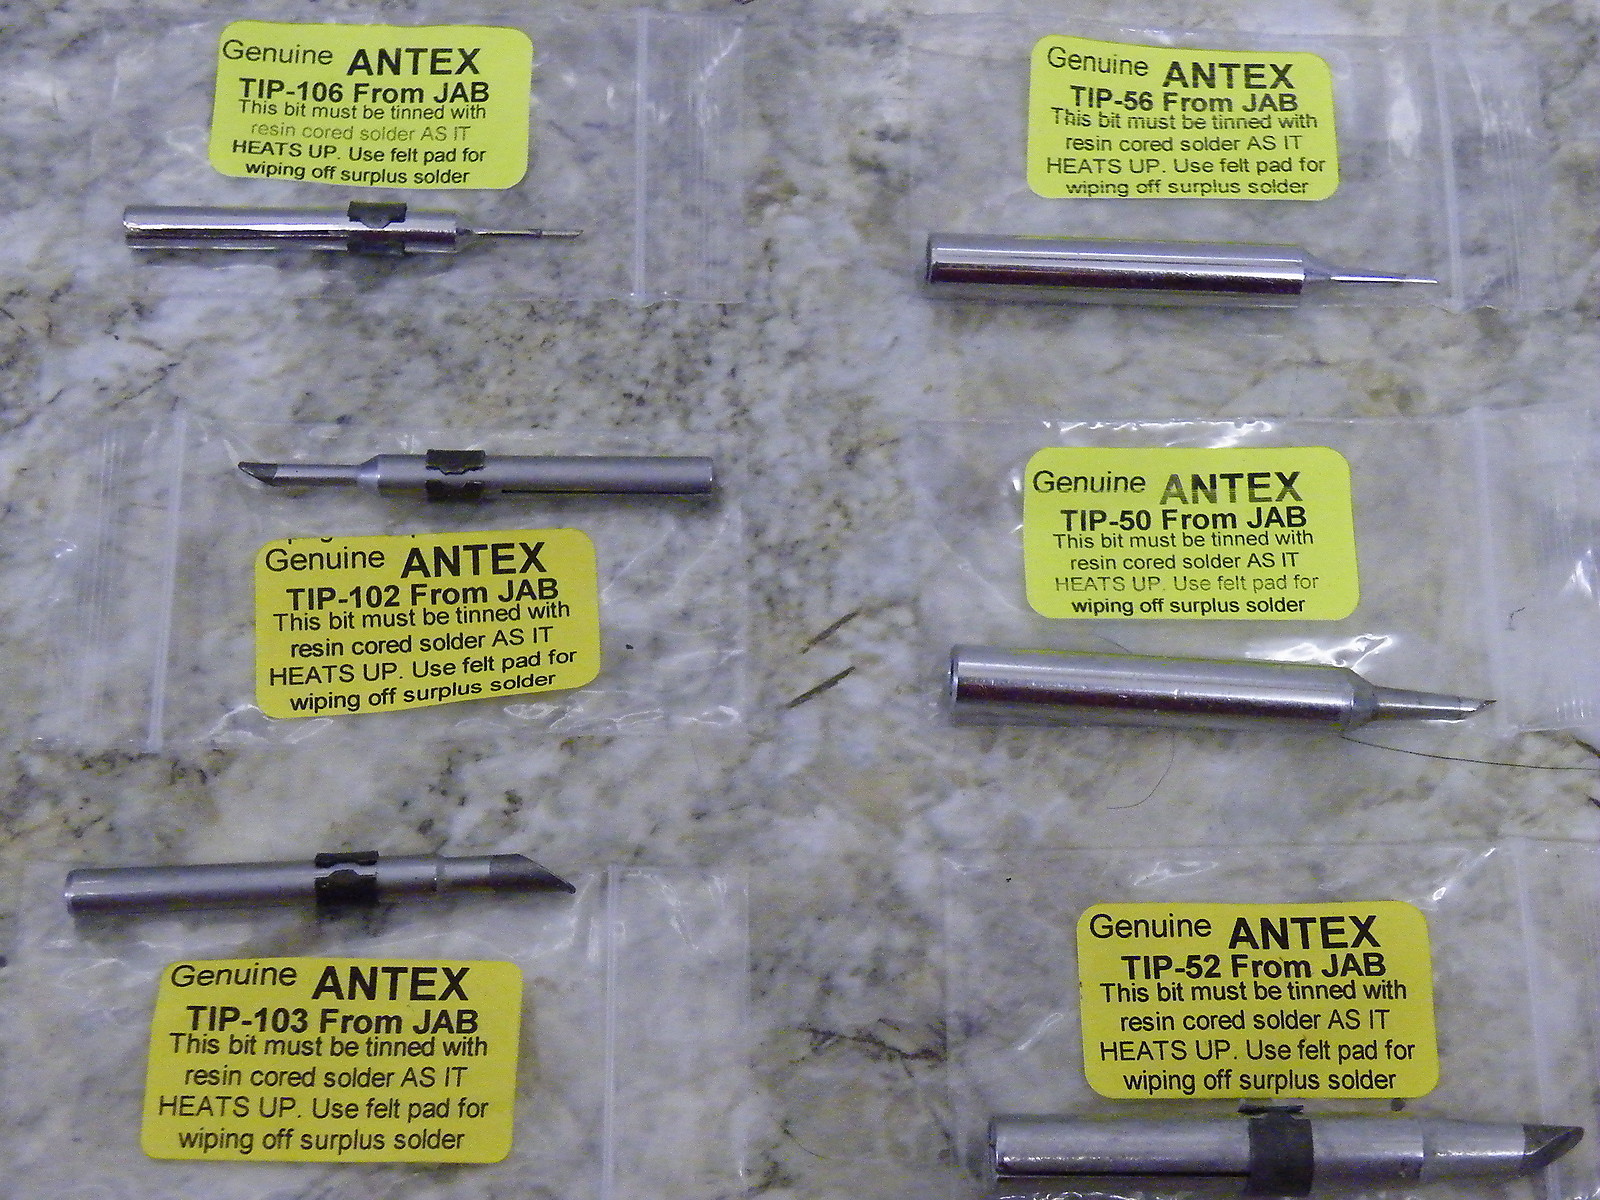 Genuine ANTEX
TIP-106 From JAB
This bit must be tinned with
resin cored solder AS IT
HEATS UP. Use felt pad for
wiping off surplus solder
Genuine ANTEX
TIP-56 From JAB
This bit must be tinned with
resin cored solder AS IT
HEATS UP. Use felt pad for
wiping off surplus solder
Genuine ANTEX
TIP-102 From JAB
This bit must be tinned with
resin cored solder AS IT
HEATS UP. Use felt pad for
wiping off surplus solder
Genuine ANTEX
TIP-50 From JAB
This bit must be tinned with
resin cored solder AS IT
HEATS UP. Use felt pad for
wiping off surplus solder
Genuine ANTEX
TIP-103 From JAB
This bit must be tinned with
resin cored solder AS IT
HEATS UP. Use felt pad for
wiping off surplus solder
Genuine ANTEX
TIP-52 From JAB
This bit must be tinned with
resin cored solder AS IT
HEATS UP. Use felt pad for
wiping off surplus solder